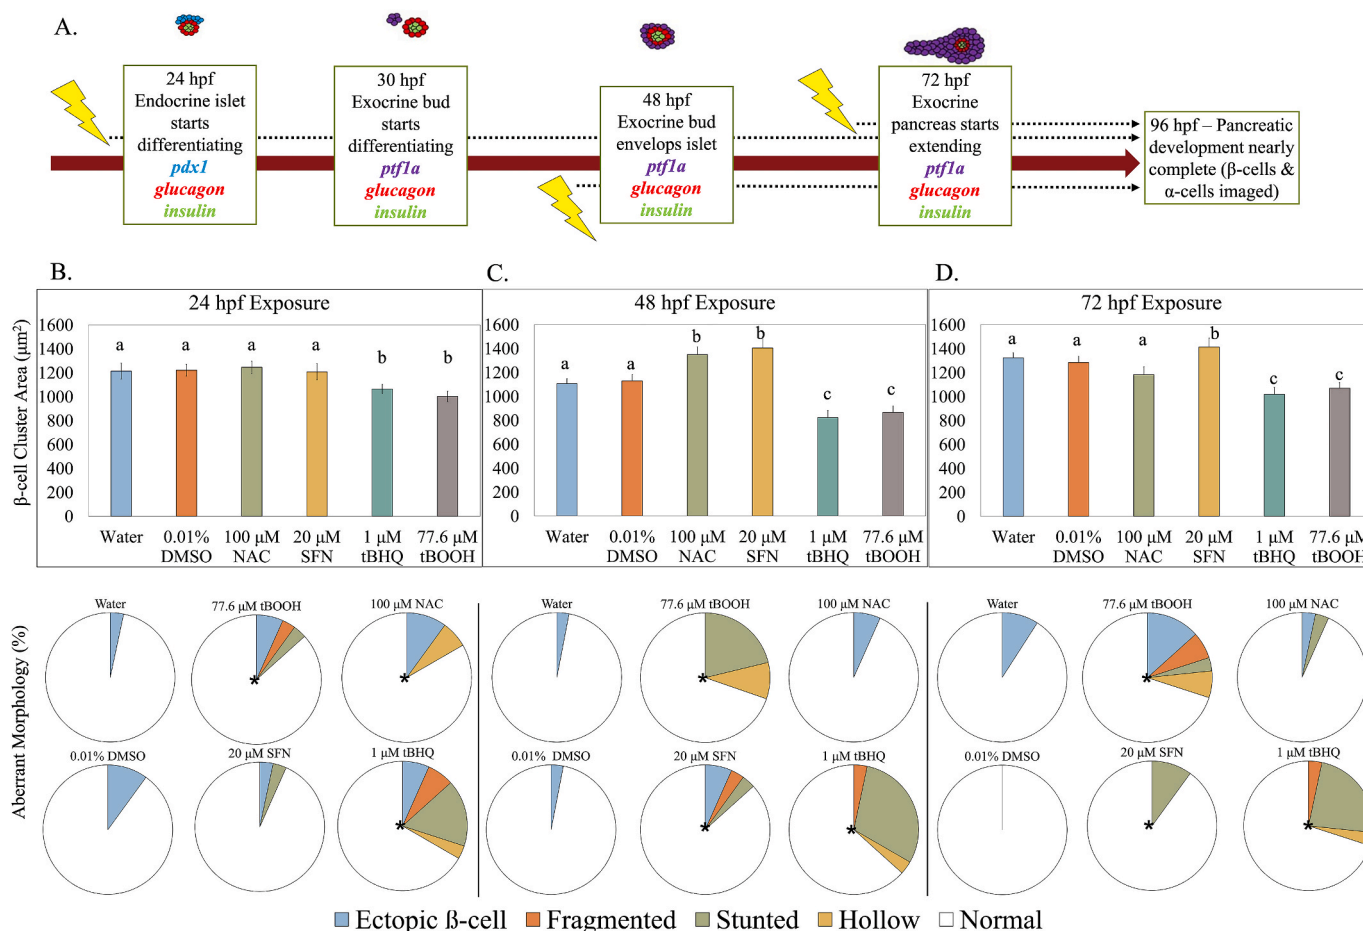 A.
24 hpf
Endocrine islet
starts
differentiating
pdx1
glucagon
insulin
30 hpf
Exocrine bud
starts
differentiating
ptf1a
glucagon
insulin
48 hpf
Exocrine bud
envelops islet
ptf1a
glucagon
insulin
72 hpf
Exocrine
pancreas starts
extending
ptf1a
glucagon
insulin
96 hpf – Pancreatic
development nearly
complete (β-cells &
α-cells imaged)
B.
24 hpf Exposure
β-cell Cluster Area (μm²)
1600
1400
1200
1000
800
600
400
200
0
a a a a b b
Water
0.01%
DMSO
100 μM
NAC
20 μM
SFN
1 μM
tBHQ
77.6 μM
tBOOH
C.
48 hpf Exposure
1600
1400
1200
1000
800
600
400
200
0
a a b b c c
Water
0.01%
DMSO
100 μM
NAC
20 μM
SFN
1 μM
tBHQ
77.6 μM
tBOOH
D.
72 hpf Exposure
1600
1400
1200
1000
800
600
400
200
0
a a a b c c
Water
0.01%
DMSO
100 μM
NAC
20 μM
SFN
1 μM
tBHQ
77.6 μM
tBOOH
Aberrant Morphology (%)
Water
77.6 μM tBOOH
*
100 μM NAC
*
0.01% DMSO
20 μM SFN
1 μM tBHQ
*
Water
77.6 μM tBOOH
*
100 μM NAC
0.01% DMSO
20 μM SFN
*
1 μM tBHQ
*
Water
77.6 μM tBOOH
*
100 μM NAC
0.01% DMSO
20 μM SFN
*
1 μM tBHQ
*
Ectopic ß-cell Fragmented Stunted Hollow Normal